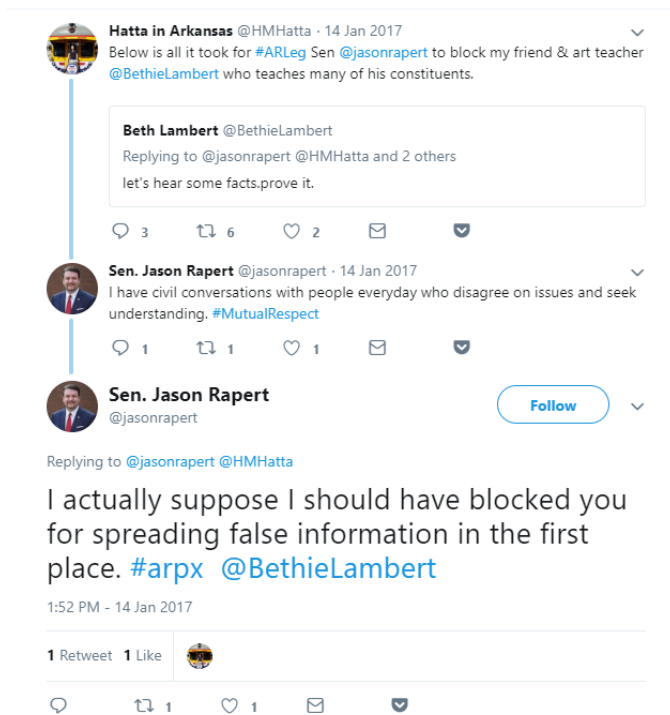 Hatta in Arkansas @HMHatta · 14 Jan 2017
Below is all it took for #ARLeg Sen @jasonrapert to block my friend & art teacher
@BethieLambert who teaches many of his constituents.
Beth Lambert @BethieLambert
Replying to @jasonrapert @HMHatta and 2 others
let's hear some facts.prove it.
3 6 2
Sen. Jason Rapert @jasonrapert · 14 Jan 2017
I have civil conversations with people everyday who disagree on issues and seek
understanding. #MutualRespect
1 1 1
Sen. Jason Rapert
@jasonrapert
Follow
Replying to @jasonrapert @HMHatta
I actually suppose I should have blocked you
for spreading false information in the first
place. #arpx @BethieLambert
1:52 PM - 14 Jan 2017
1 Retweet 1 Like
1 1